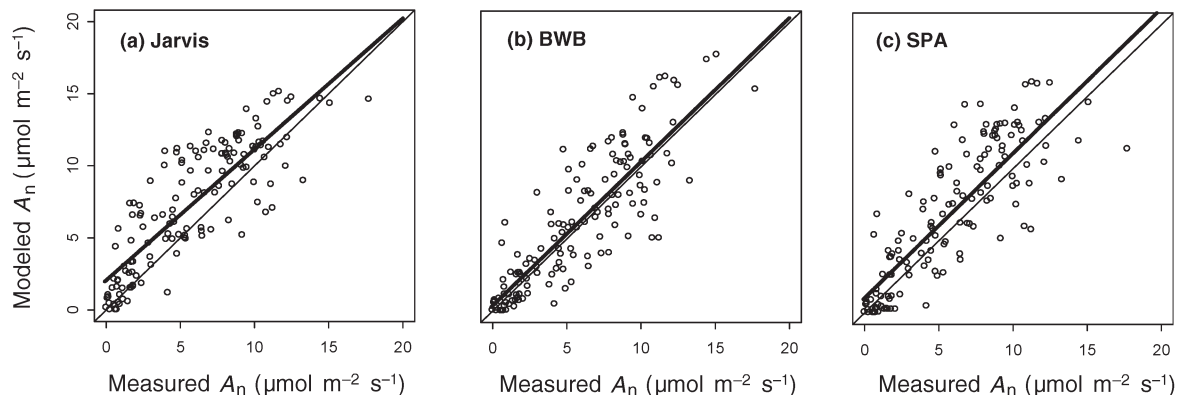 (a) Jarvis
(b) BWB
(c) SPA
Modeled Aₙ (µmol m⁻² s⁻¹)
20
15
10
5
0
0 5 10 15 20
0 5 10 15 20
0 5 10 15 20
Measured Aₙ (µmol m⁻² s⁻¹)
Measured Aₙ (µmol m⁻² s⁻¹)
Measured Aₙ (µmol m⁻² s⁻¹)